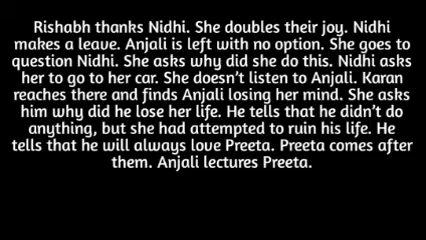 Rishabh thanks Nidhi. She doubles their joy. Nidhi
makes a leave. Anjali is left with no option. She goes to
question Nidhi. She asks why did she do this. Nidhi asks
her to go to her car. She doesn’t listen to Anjali. Karan
reaches there and finds Anjali losing her mind. She asks
him why did he lose her life. He tells that he didn’t do
anything, but she had attempted to ruin his life. He
tells that he will always love Preeta. Preeta comes after
them. Anjali lectures Preeta.